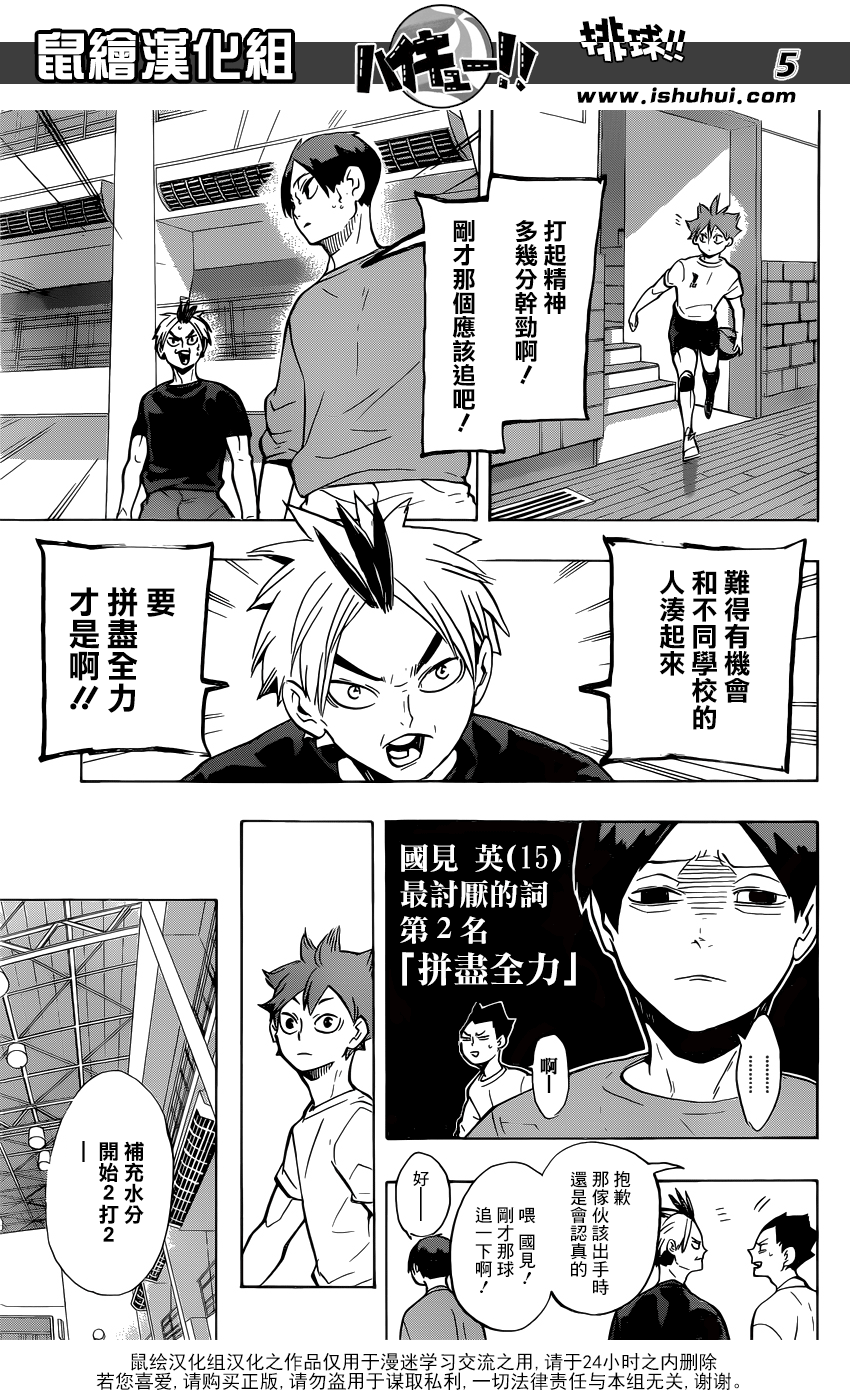 鼠繪漢化組
ハイキュー!!
排球!!
5
www.ishuhui.com
打起精神
多幾分幹勁啊!
剛才那個應該追吧!
難得有機會
和不同學校的
人湊起來
要
拼盡全力
才是啊!!
國見 英(15)
最討厭的詞
第2名
「拼盡全力」
………
啊—
抱歉
那傢伙該出手時
還是會認真的
喂 國見!
剛才那球
追一下啊!
好—
補充水分
開始2打2
—
鼠绘汉化组汉化之作品仅用于漫迷学习交流之用, 请于24小时之内删除
若您喜爱, 请购买正版, 请勿盗用于谋取私利, 一切法律责任与本组无关, 谢谢。